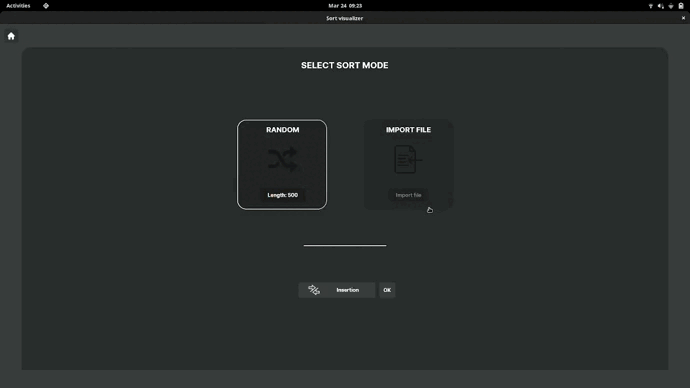 Activities
Mar 24 09:23
Sort visualizer
SELECT SORT MODE
RANDOM
IMPORT FILE
Length: 500
Import file
Insertion
OK